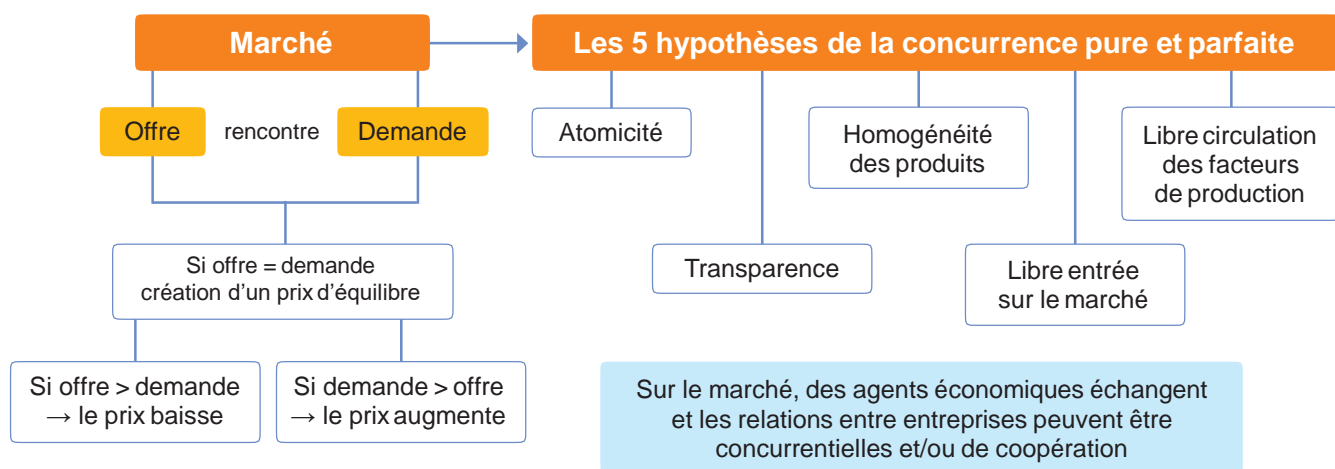 Marché
Les 5 hypothèses de la concurrence pure et parfaite
Offre
rencontre
Demande
Si offre = demande
création d’un prix d’équilibre
Si offre > demande
→ le prix baisse
Si demande > offre
→ le prix augmente
Atomicité
Transparence
Homogénéité
des produits
Libre entrée
sur le marché
Libre circulation
des facteurs
de production
Sur le marché, des agents économiques échangent
et les relations entre entreprises peuvent être
concurrentielles et/ou de coopération